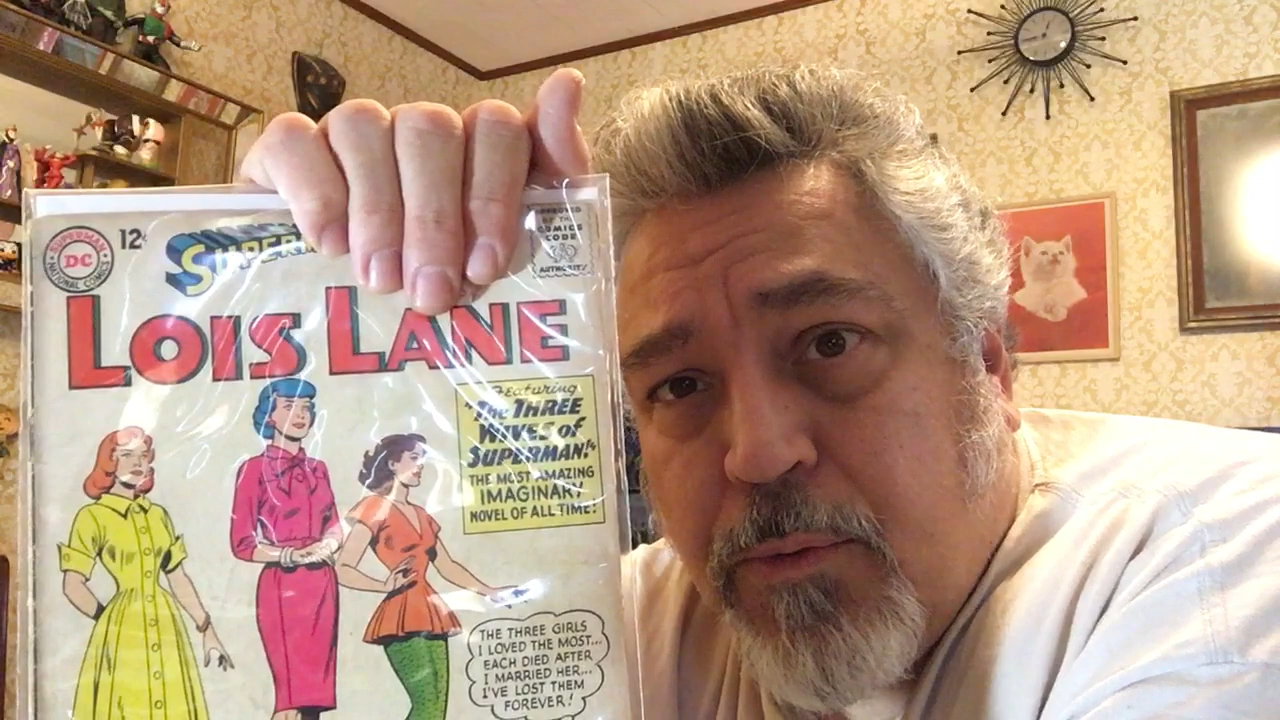 SUPERMAN
DC
NATIONAL COMICS
12¢
SUPERM
APPROVED
BY THE
COMICS
CODE
AUTHORITY
LOIS LANE
Featuring
"The THREE
WIVES of
SUPERMAN!"
THE MOST AMAZING
IMAGINARY
NOVEL OF ALL TIME!
THE THREE GIRLS
I LOVED THE MOST...
EACH DIED AFTER
I MARRIED HER...
I'VE LOST THEM
FOREVER!